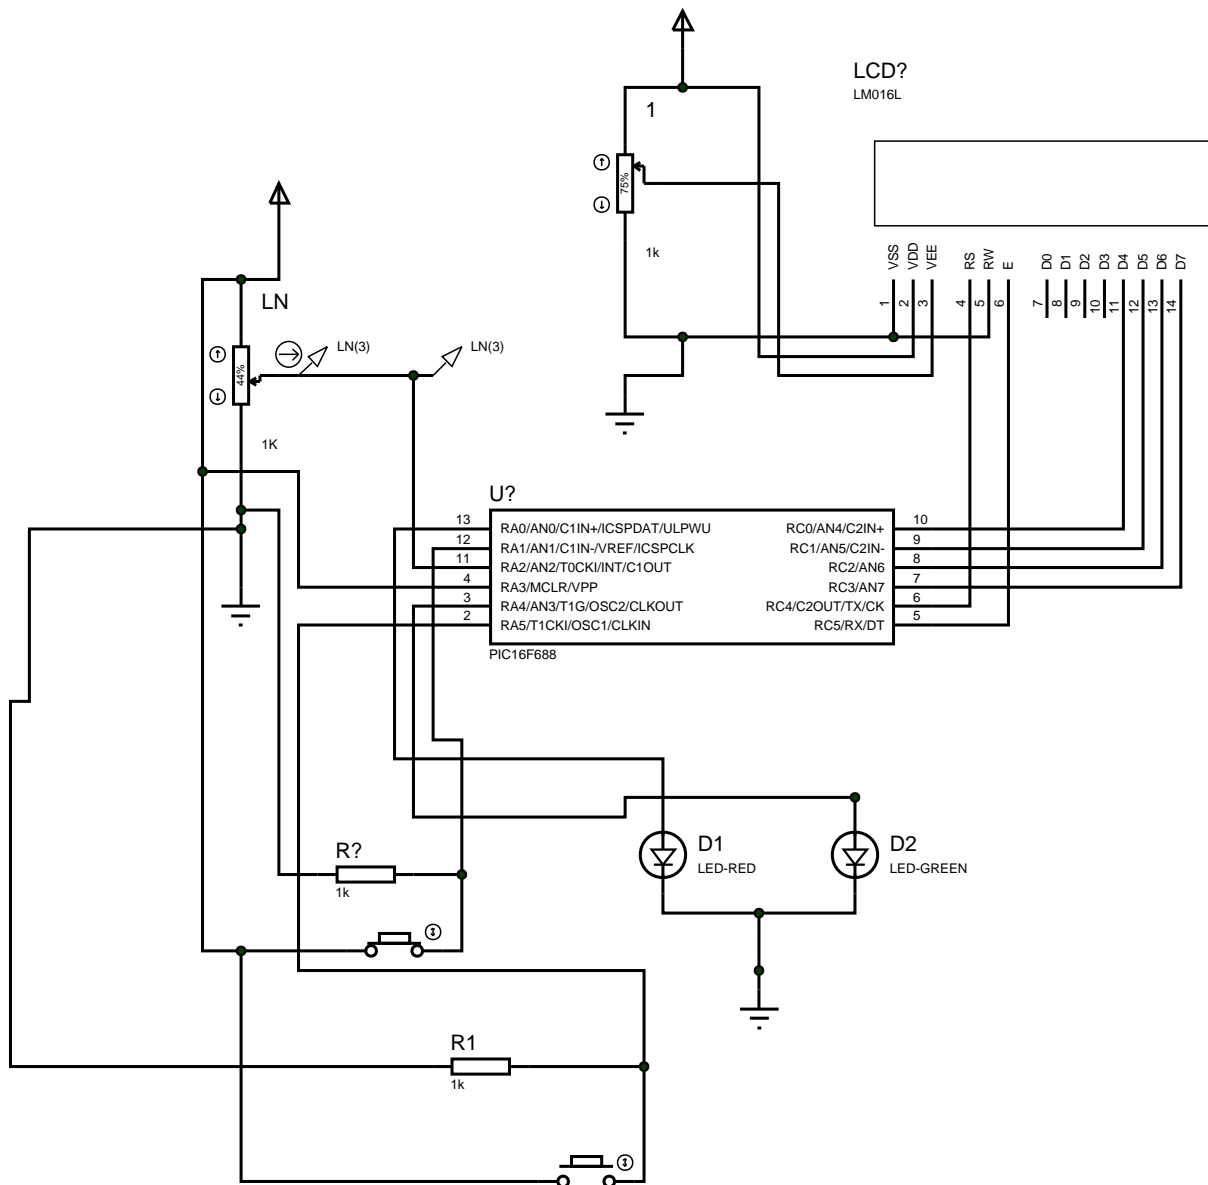 LCD?
LM016L
1
75%
1k
VSS
VDD
VEE
RS
RW
E
D0
D1
D2
D3
D4
D5
D6
D7
1
2
3
4
5
6
7
8
9
10
11
12
13
14
LN
44%
1K
LN(3)
LN(3)
U?
13 RA0/AN0/C1IN+/ICSPDAT/ULPWU RC0/AN4/C2IN+ 10
12 RA1/AN1/C1IN-/VREF/ICSPCLK RC1/AN5/C2IN- 9
11 RA2/AN2/T0CKI/INT/C1OUT RC2/AN6 8
4 RA3/MCLR/VPP RC3/AN7 7
3 RA4/AN3/T1G/OSC2/CLKOUT RC4/C2OUT/TX/CK 6
2 RA5/T1CKI/OSC1/CLKIN RC5/RX/DT 5
PIC16F688
R?
1k
D1
LED-RED
D2
LED-GREEN
R1
1k